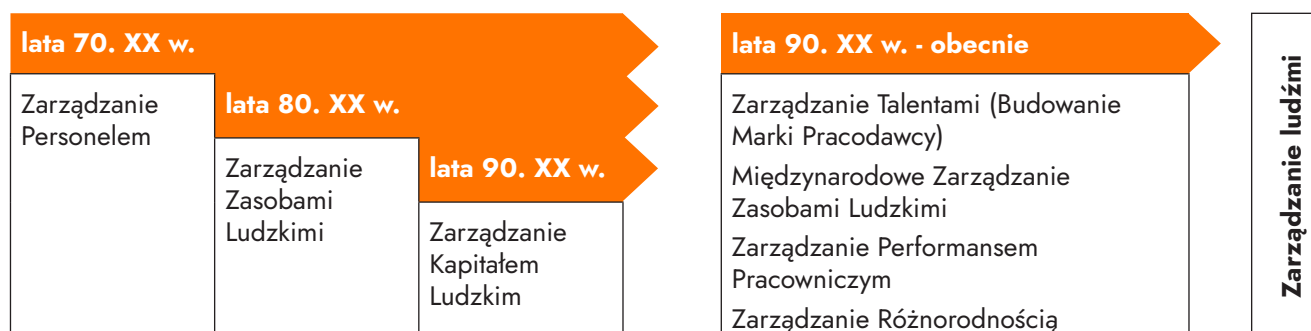 lata 70. XX w.
Zarządzanie
Personelem
lata 80. XX w.
Zarządzanie
Zasobami
Ludzkimi
lata 90. XX w.
Zarządzanie
Kapitałem
Ludzkim
lata 90. XX w. - obecnie
Zarządzanie Talentami (Budowanie
Marki Pracodawcy)
Międzynarodowe Zarządzanie
Zasobami Ludzkimi
Zarządzanie Performansem
Pracowniczym
Zarządzanie Różnorodnością
Zarządzanie ludźmi